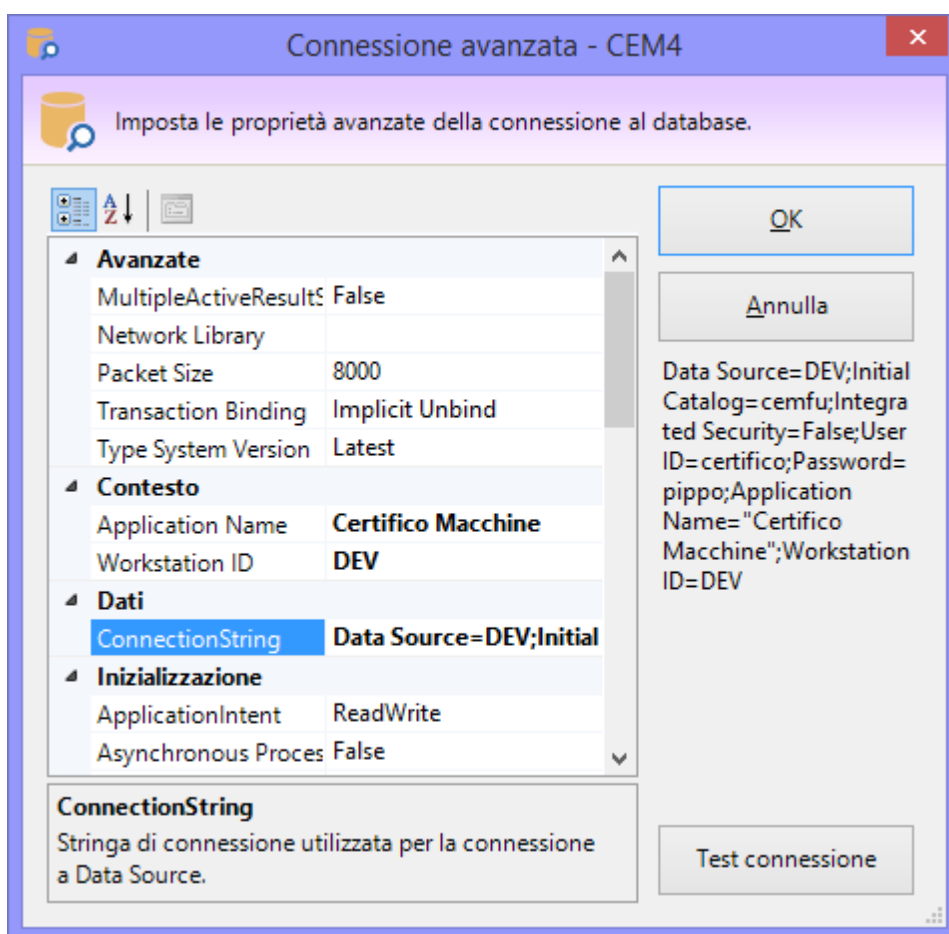 Connessione avanzata - CEM4
Imposta le proprietà avanzate della connessione al database.
Avanzate
MultipleActiveResultS False
Network Library
Packet Size 8000
Transaction Binding Implicit Unbind
Type System Version Latest
Contesto
Application Name Certifico Macchine
Workstation ID DEV
Dati
ConnectionString Data Source=DEV;Initial
Inizializzazione
ApplicationIntent ReadWrite
Asynchronous Proces False
ConnectionString
Stringa di connessione utilizzata per la connessione
a Data Source.
OK
Annulla
Data Source=DEV;Initial
Catalog=cemfu;Integra
ted Security=False;User
ID=certifico;Password=
pippo;Application
Name="Certifico
Macchine";Workstation
ID=DEV
Test connessione